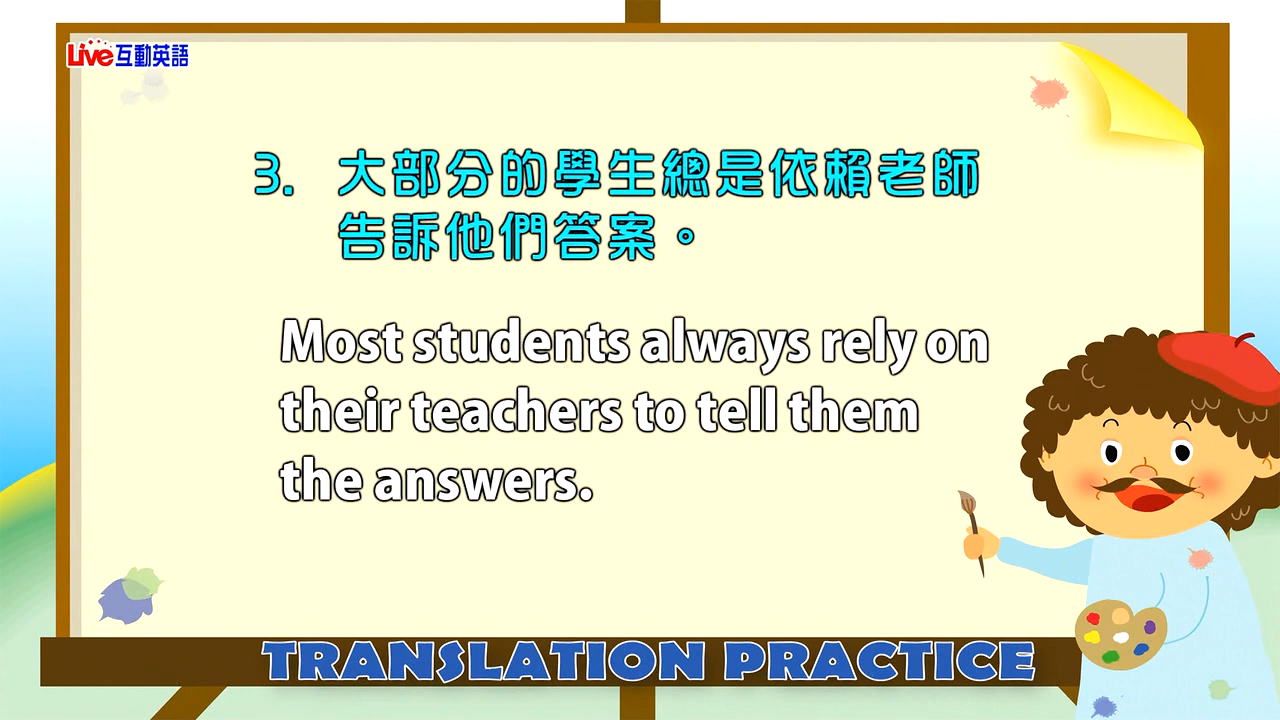 Live互動英語
3. 大部分的學生總是依賴老師
告訴他們答案。
Most students always rely on
their teachers to tell them
the answers.
TRANSLATION PRACTICE